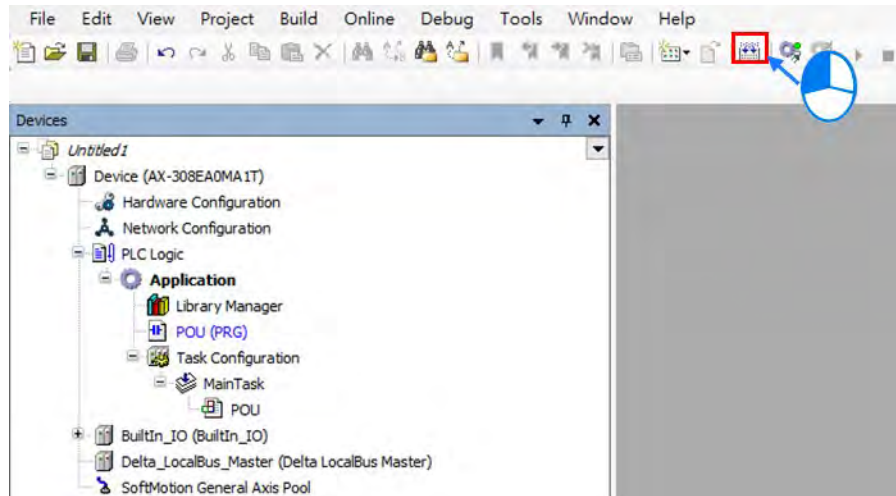 File Edit View Project Build Online Debug Tools Window Help
Devices
Untitled1
Device (AX-308EA0MA1T)
Hardware Configuration
Network Configuration
PLC Logic
Application
Library Manager
POU (PRG)
Task Configuration
MainTask
POU
BuiltIn_IO (BuiltIn_IO)
Delta_LocalBus_Master (Delta LocalBus Master)
SoftMotion General Axis Pool